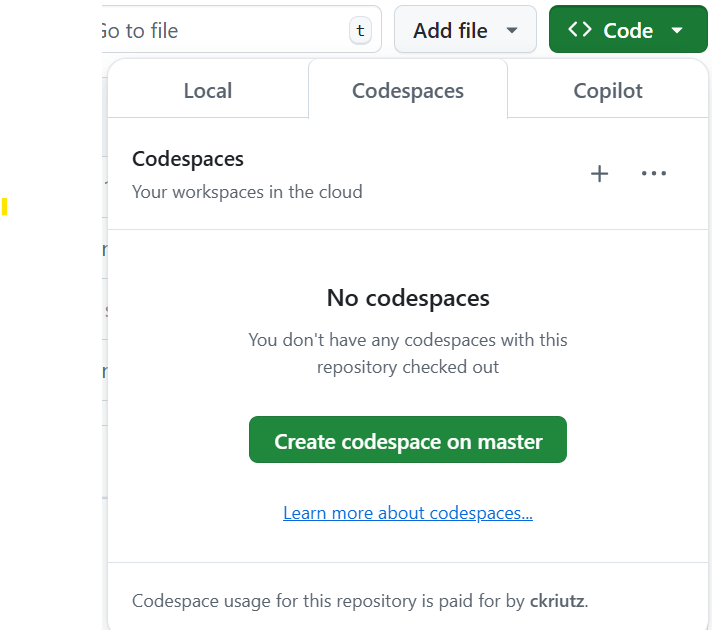 Go to file
t
Add file
Code
Local
Codespaces
Copilot
Codespaces
Your workspaces in the cloud
No codespaces
You don't have any codespaces with this
repository checked out
Create codespace on master
Learn more about codespaces...
Codespace usage for this repository is paid for by ckriutz.